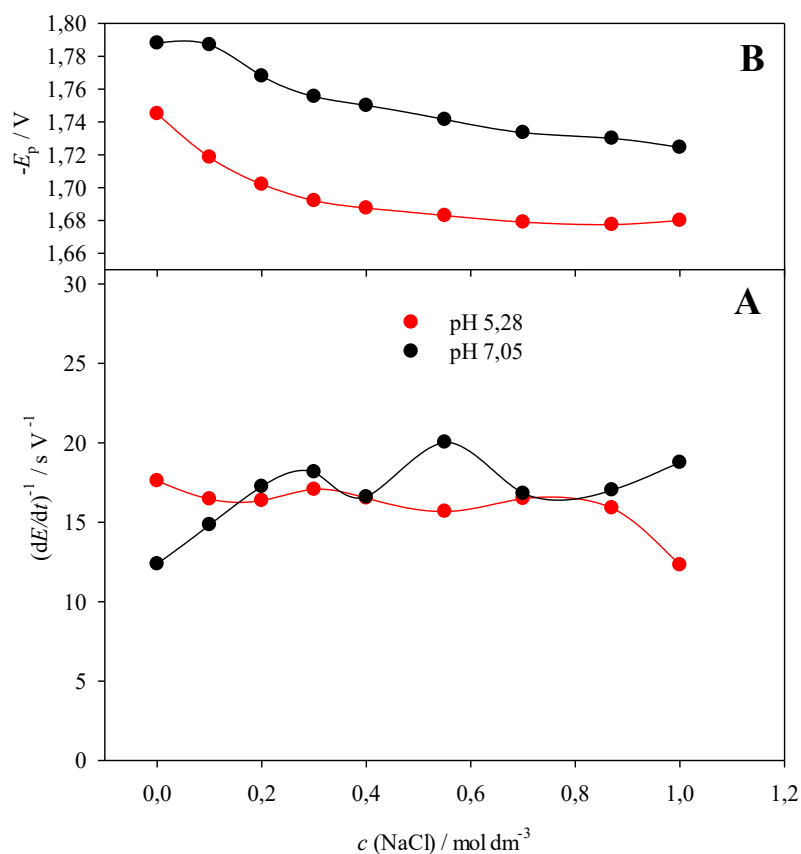 B
-Ep / V
1,80
1,78
1,76
1,74
1,72
1,70
1,68
1,66
A
pH 5,28
pH 7,05
(dE/dt)⁻¹ / s V⁻¹
30
25
20
15
10
5
0
0,0 0,2 0,4 0,6 0,8 1,0 1,2
c (NaCl) / mol dm⁻³